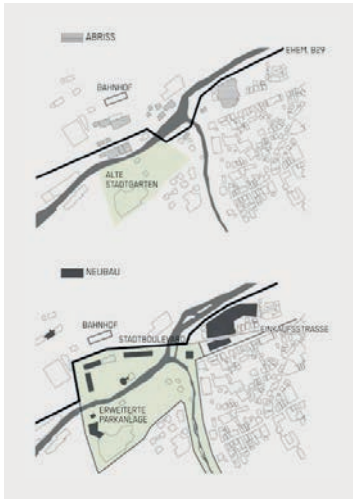 ABRISS
EHEM. B29
BAHNHOF
ALTE
STADTGARTEN
NEUBAU
BAHNHOF
STADTBOULEVARD
EINKAUFSSTRASSE
ERWEITERTE
PARKANLAGE